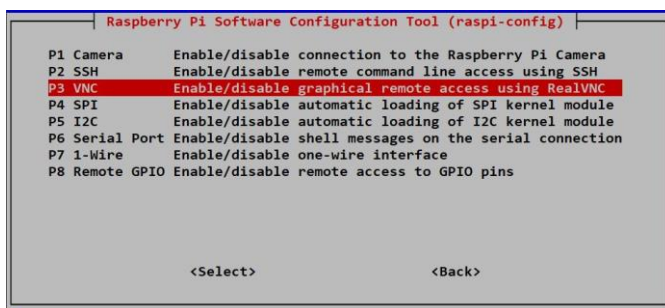 Raspberry Pi Software Configuration Tool (raspi-config)
P1 Camera Enable/disable connection to the Raspberry Pi Camera
P2 SSH Enable/disable remote command line access using SSH
P3 VNC Enable/disable graphical remote access using RealVNC
P4 SPI Enable/disable automatic loading of SPI kernel module
P5 I2C Enable/disable automatic loading of I2C kernel module
P6 Serial Port Enable/disable shell messages on the serial connection
P7 1-Wire Enable/disable one-wire interface
P8 Remote GPIO Enable/disable remote access to GPIO pins
<Select> <Back>